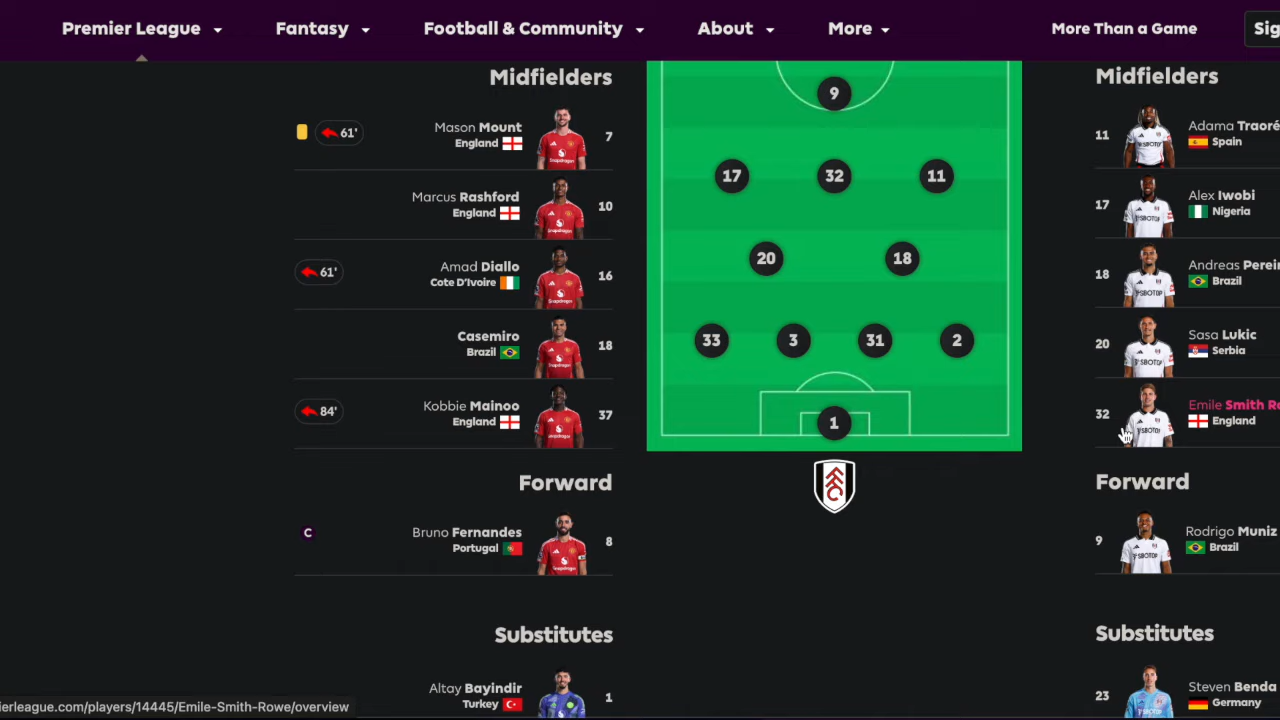 Premier League
Fantasy
Football & Community
About
More
More Than a Game
Sig
Midfielders
61'
Mason Mount
England
7
Marcus Rashford
England
10
61'
Amad Diallo
Cote D'Ivoire
16
Casemiro
Brazil
18
84'
Kobbie Mainoo
England
37
Forward
C
Bruno Fernandes
Portugal
8
Substitutes
Altay Bayindir
Turkey
1
9
17 32 11
20 18
33 3 31 2
1
Midfielders
11
Adama Traoré
Spain
17
Alex Iwobi
Nigeria
18
Andreas Perei
Brazil
20
Sasa Lukic
Serbia
32
Emile Smith Ro
England
Forward
9
Rodrigo Muniz
Brazil
Substitutes
23
Steven Benda
Germany
ierleague.com/players/14445/Emile-Smith-Rowe/overview